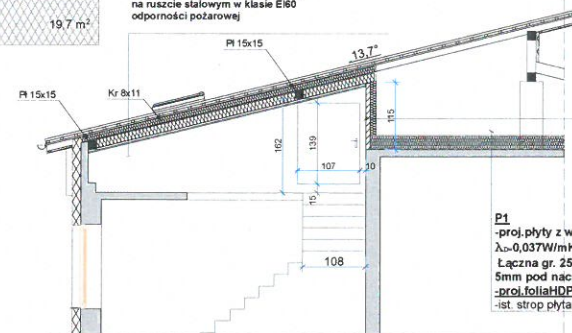 na ruszcie stalowym w klasie EI60
odporności pożarowej
19,7 m²
Pł 15x15
13,7°
Pł 15x15
Kr 8x11
115
162
139
107
10
15
108
P1
-proj.płyty z w
λD-0,037W/mK
Łączna gr. 25
5mm pod nac
-proj.foliaHDP
-ist. strop płyta